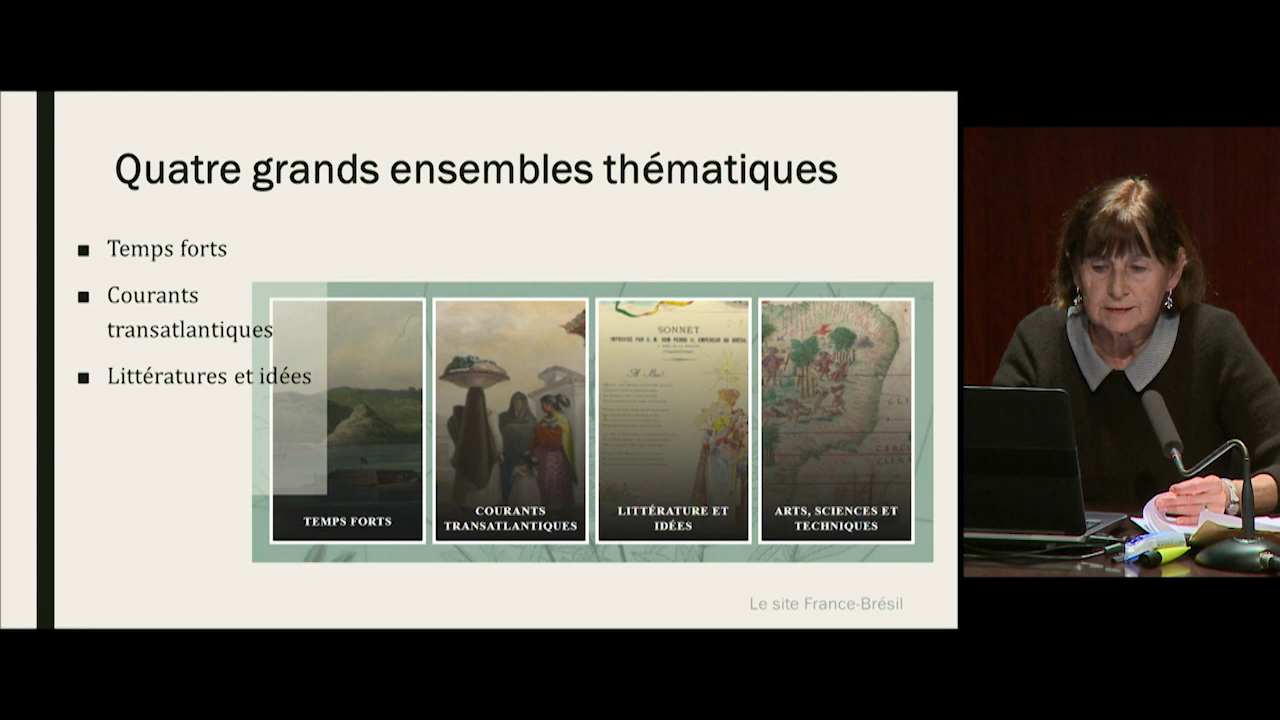 Quatre grands ensembles thématiques
Temps forts
Courants
transatlantiques
Littératures et idées
TEMPS FORTS
COURANTS
TRANSATLANTIQUES
SONNET
LITTÉRATURE ET
IDÉES
ARTS, SCIENCES ET
TECHNIQUES
Le site France-Brésil